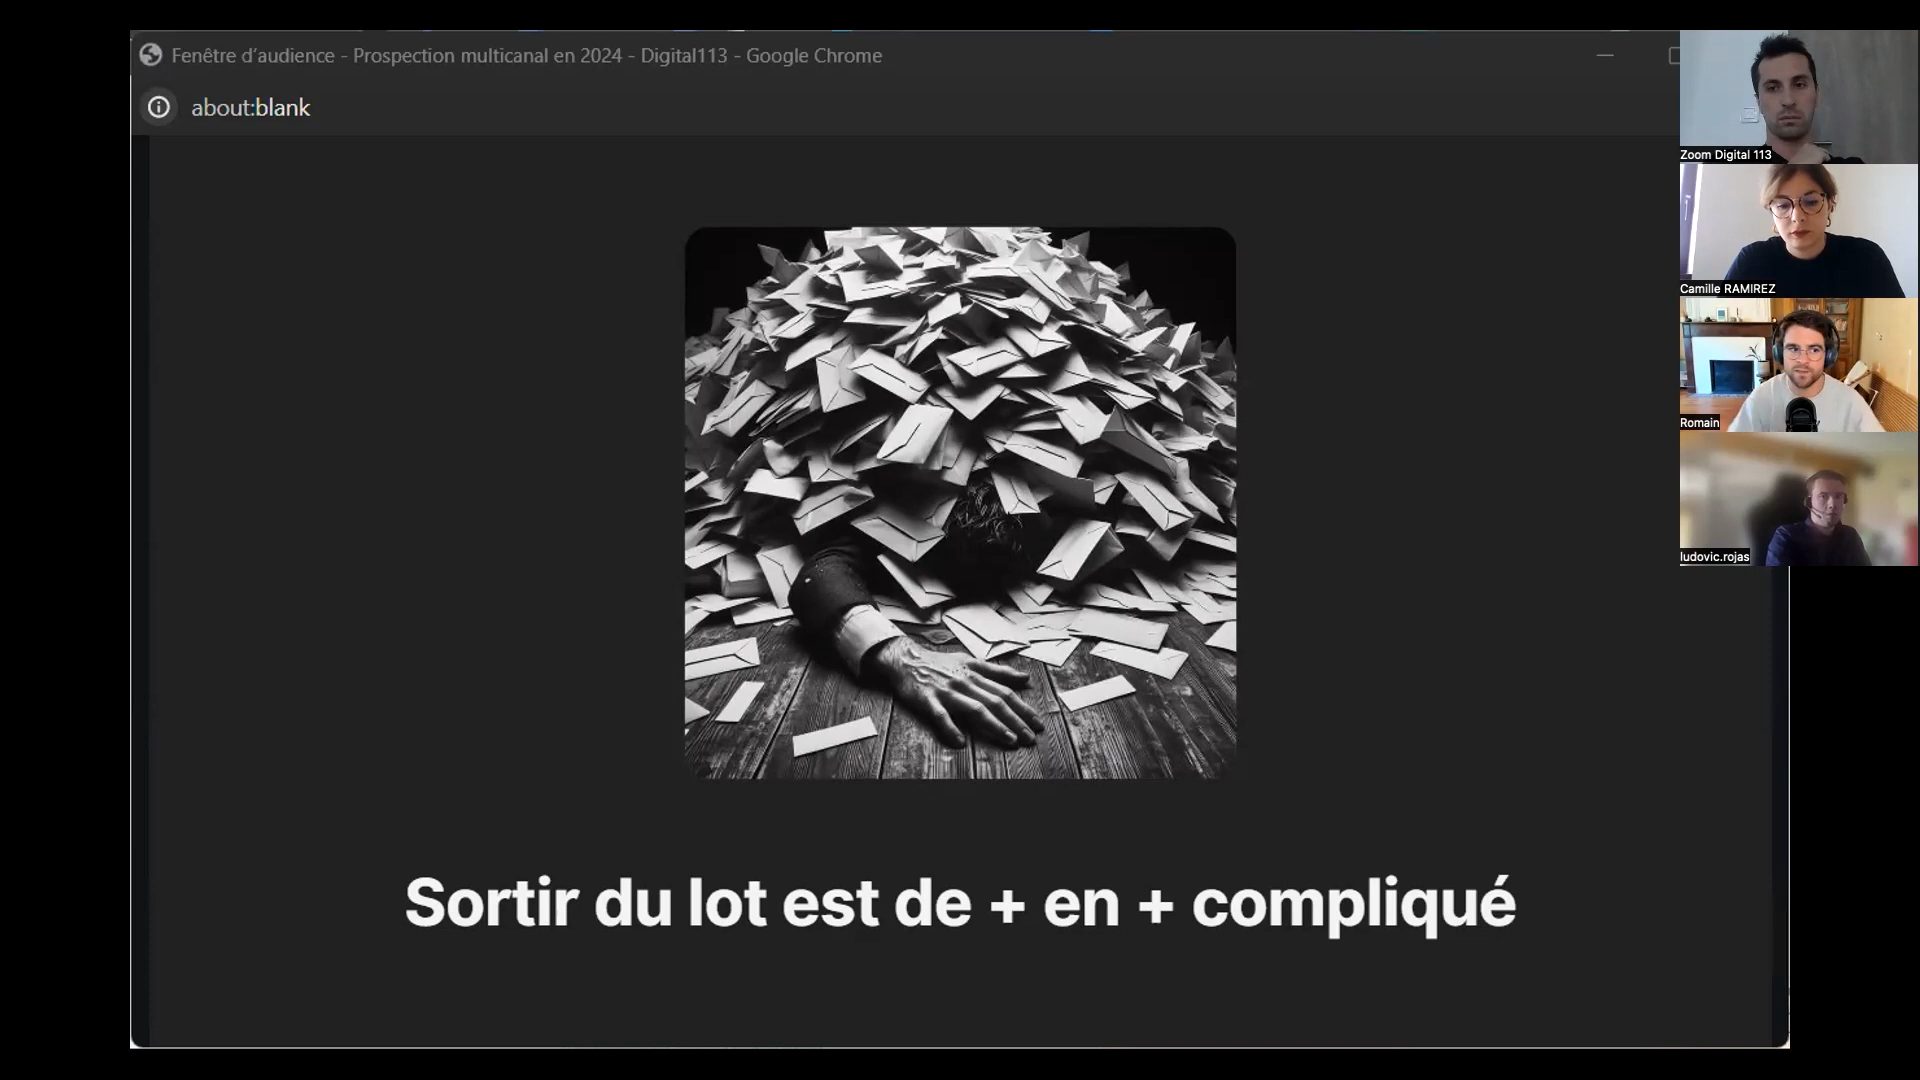 Fenêtre d’audience - Prospection multicanal en 2024 - Digital113 - Google Chrome
about:blank
Zoom Digital 113
Camille RAMIREZ
Romain
ludovic.rojas
Sortir du lot est de + en + compliqué